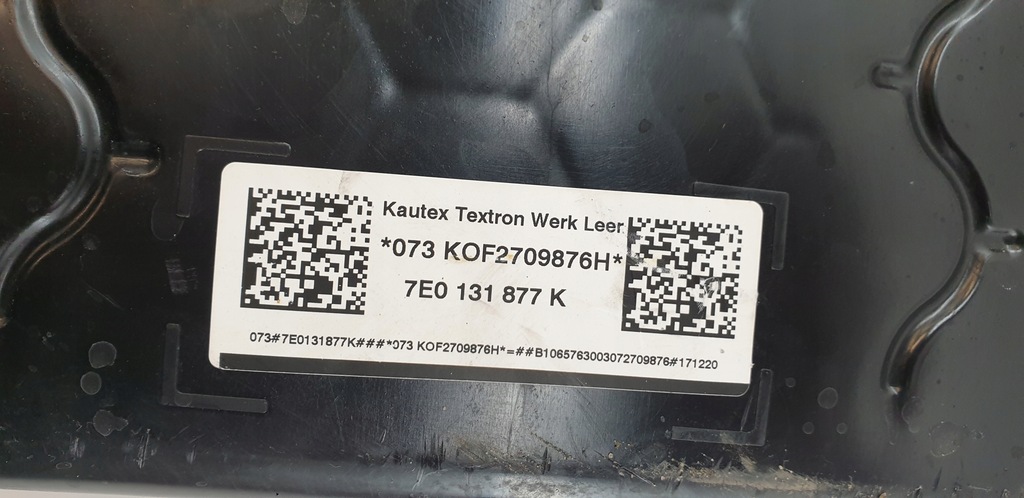 Kautex Textron Werk Leer
*073 KOF2709876H*
7E0 131 877 K
073#7E0131877K###*073 KOF2709876H*=##B1065763003072709876#171220